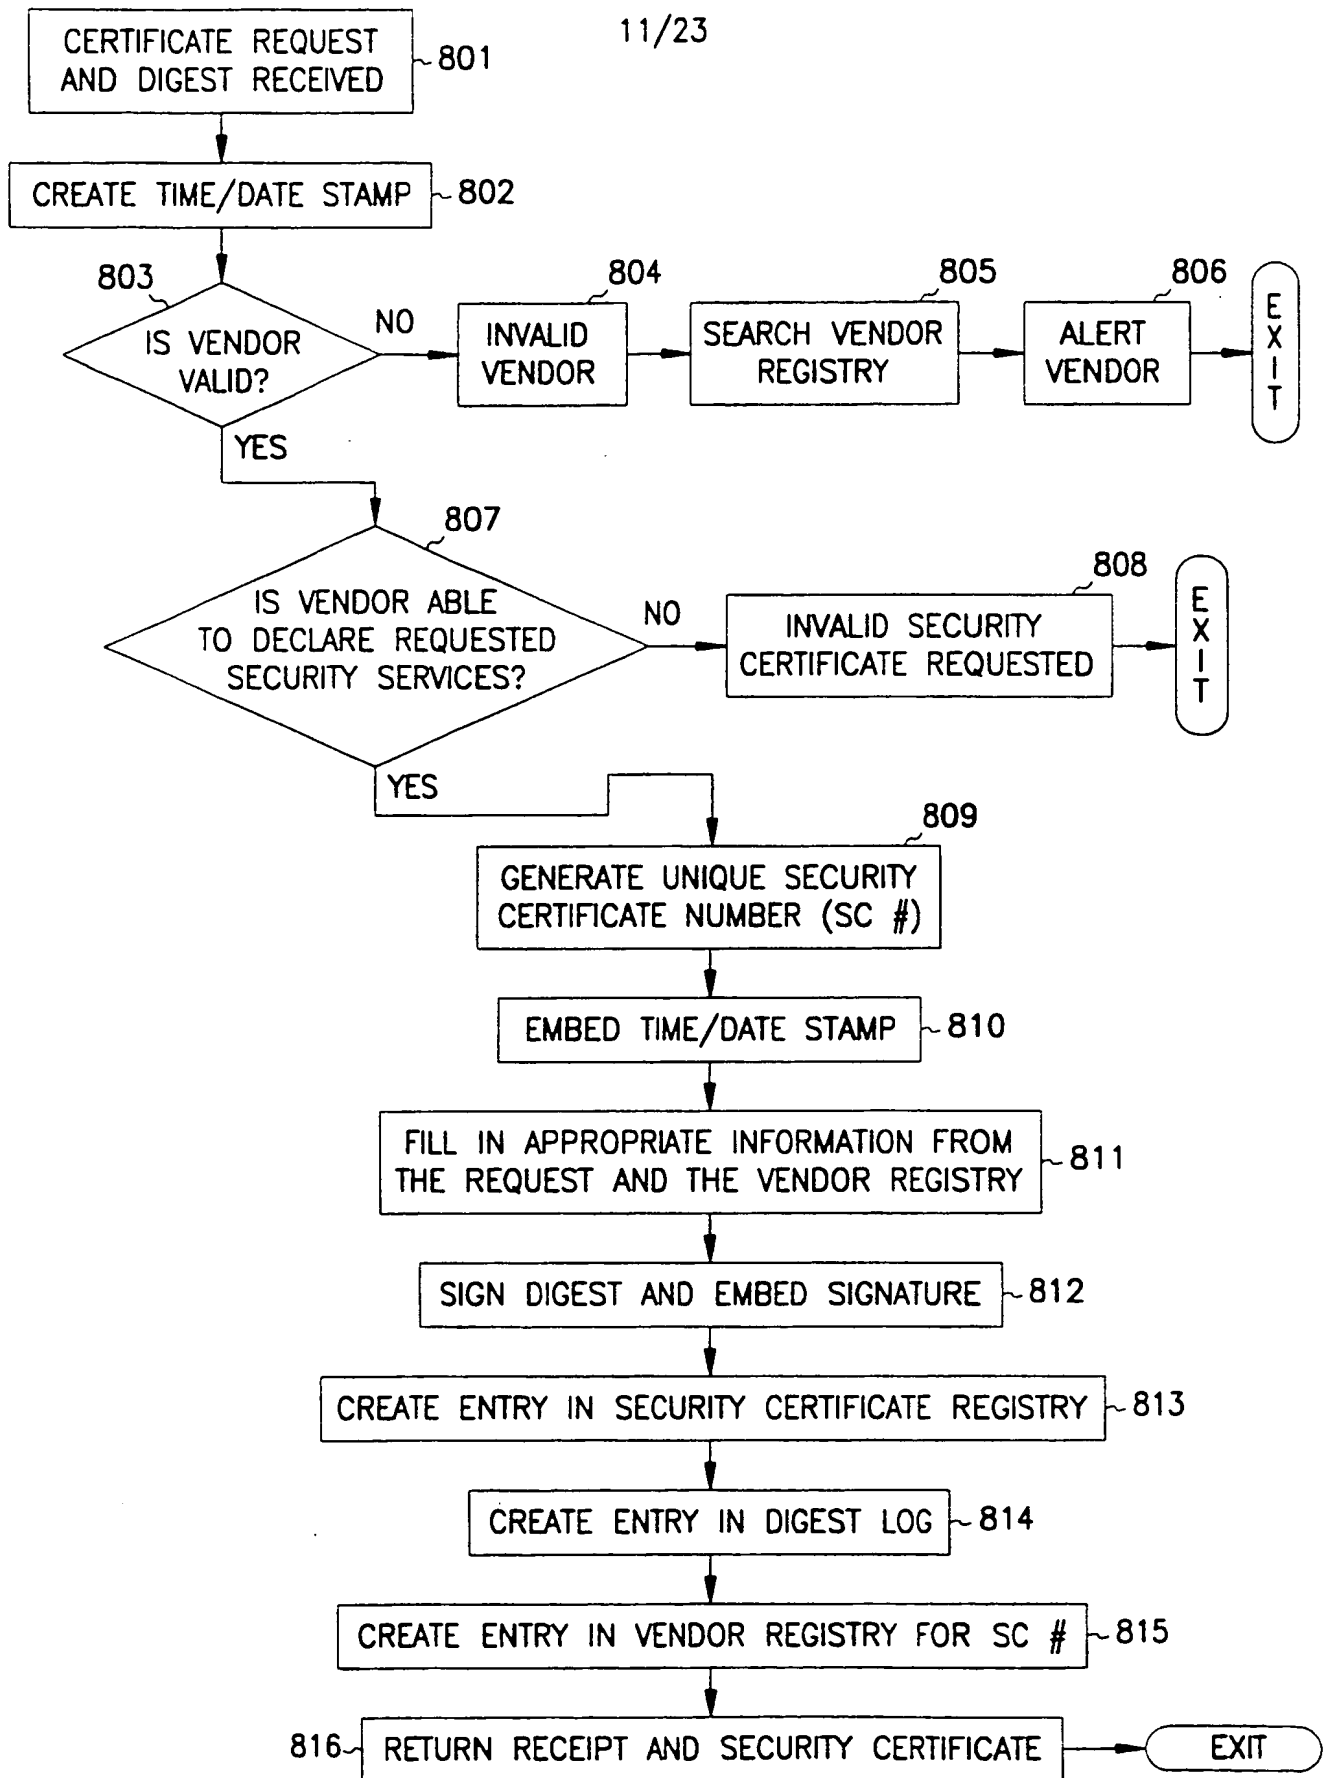 11/23
CERTIFICATE REQUEST
AND DIGEST RECEIVED
801
CREATE TIME/DATE STAMP
802
803
IS VENDOR
VALID?
NO
YES
804
INVALID
VENDOR
805
SEARCH VENDOR
REGISTRY
806
ALERT
VENDOR
EXIT
807
IS VENDOR ABLE
TO DECLARE REQUESTED
SECURITY SERVICES?
NO
YES
808
INVALID SECURITY
CERTIFICATE REQUESTED
EXIT
809
GENERATE UNIQUE SECURITY
CERTIFICATE NUMBER (SC #)
EMBED TIME/DATE STAMP
810
FILL IN APPROPRIATE INFORMATION FROM
THE REQUEST AND THE VENDOR REGISTRY
811
SIGN DIGEST AND EMBED SIGNATURE
812
CREATE ENTRY IN SECURITY CERTIFICATE REGISTRY
813
CREATE ENTRY IN DIGEST LOG
814
CREATE ENTRY IN VENDOR REGISTRY FOR SC #
815
816
RETURN RECEIPT AND SECURITY CERTIFICATE
EXIT